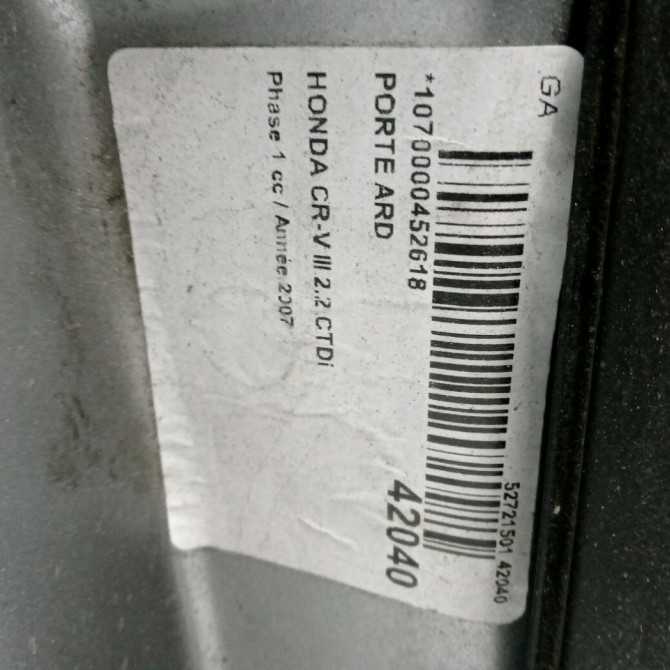 GA
52721501 42040
*1070000452618
PORTE ARD
42040
HONDA CR-V III 2.2 CTDi
Phase 1 cc / Année 2007